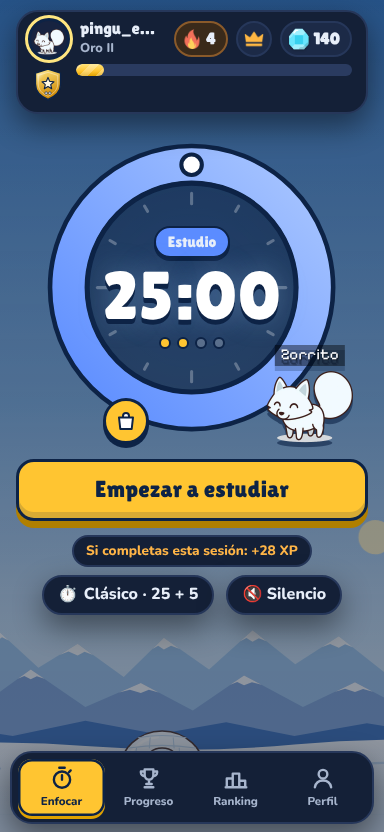 pingu_e...
Oro II
4
140
Estudio
25:00
Zorrito
Empezar a estudiar
Si completas esta sesión: +28 XP
Clásico · 25 + 5
Silencio
Enfocar
Progreso
Ranking
Perfil